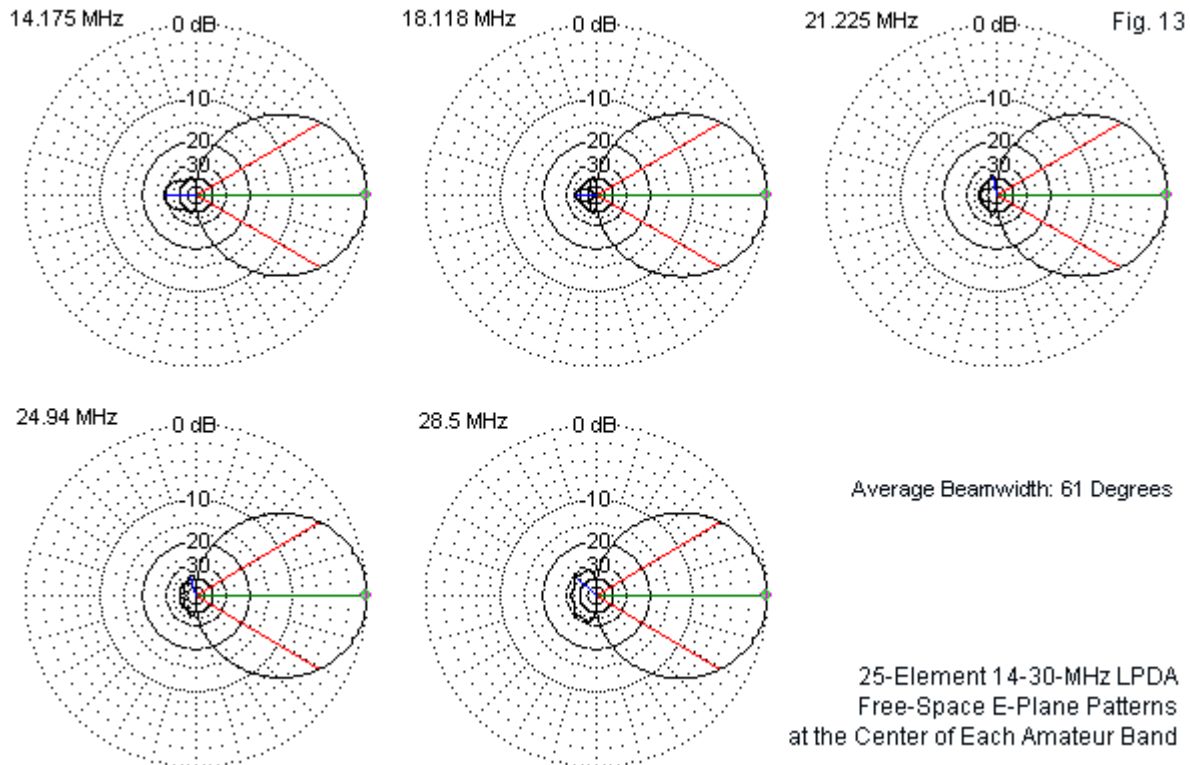 14.175 MHz
0 dB
-10
-20
-30
18.118 MHz
0 dB
-10
-20
-30
21.225 MHz
0 dB
-10
-20
-30
Fig. 13
24.94 MHz
0 dB
-10
-20
-30
28.5 MHz
0 dB
-10
-20
-30
Average Beamwidth: 61 Degrees
25-Element 14-30-MHz LPDA
Free-Space E-Plane Patterns
at the Center of Each Amateur Band